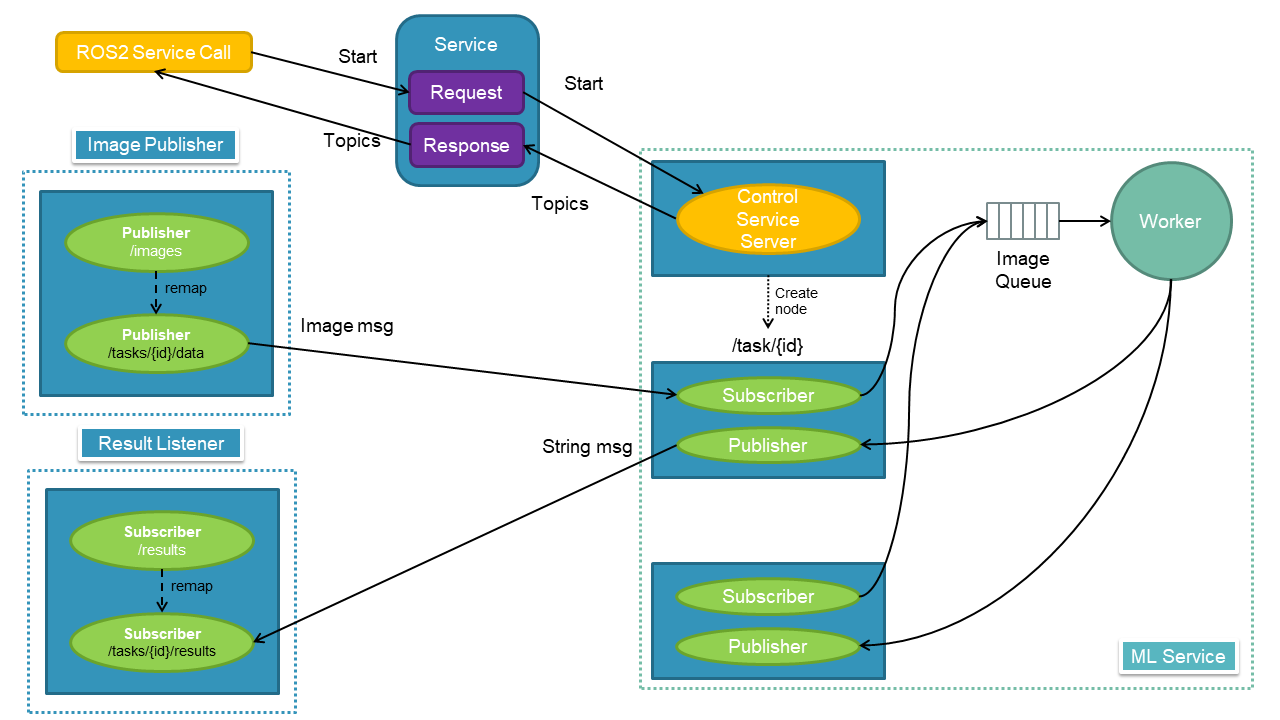 ROS2 Service Call
Start
Service
Request
Response
Start
Topics
Topics
Image Publisher
Publisher
/images
remap
Publisher
/tasks/{id}/data
Image msg
Result Listener
Subscriber
/results
remap
Subscriber
/tasks/{id}/results
String msg
Control
Service
Server
Create
node
/task/{id}
Subscriber
Publisher
Subscriber
Publisher
Image
Queue
Worker
ML Service